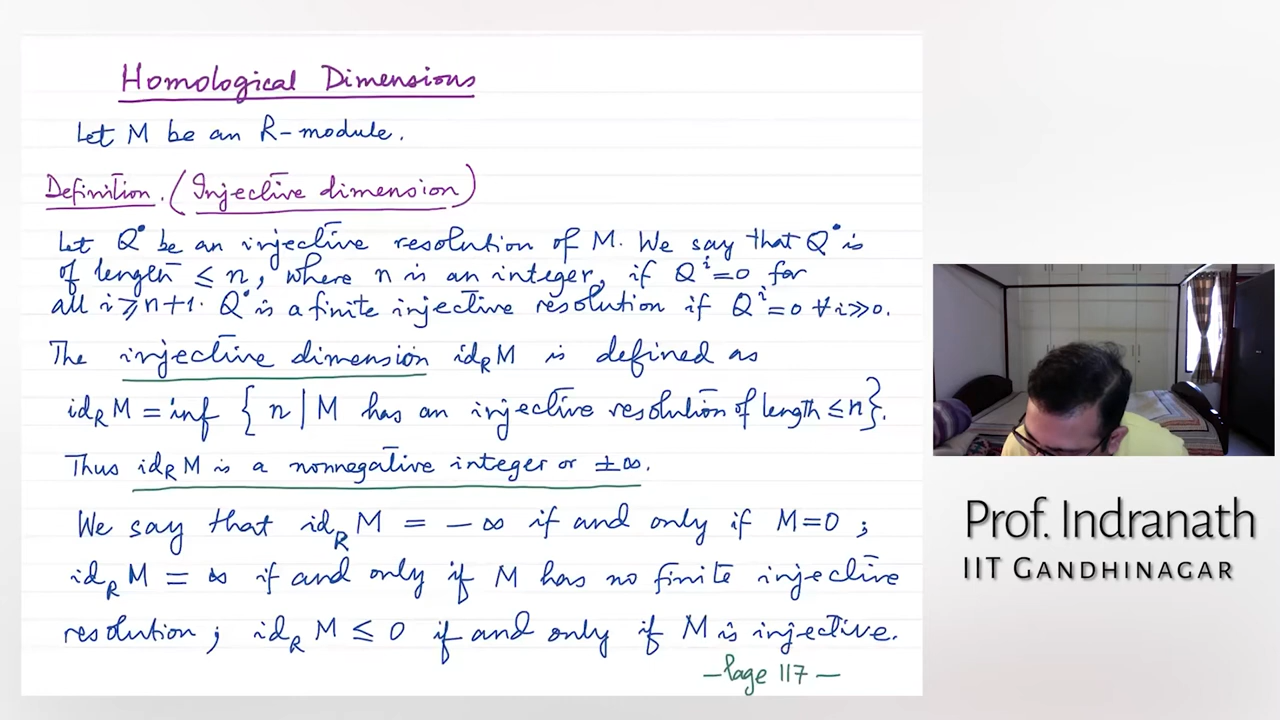 Homological Dimensions
Let M be an R-module.
Definition. (Injective dimension)
Let Q• be an injective resolution of M. We say that Q• is
of length ≤ n, where n is an integer, if Qⁱ=0 for
all i ≥ n+1. Q• is a finite injective resolution if Qⁱ=0 ∀ i≫0.
The injective dimension id_R M is defined as
id_R M = inf { n | M has an injective resolution of length ≤ n }.
Thus id_R M is a nonnegative integer or ±∞.
We say that id_R M = -∞ if and only if M=0 ;
id_R M = ∞ if and only if M has no finite injective
resolution ; id_R M ≤ 0 if and only if M is injective.
— Page 117 —
Prof. Indranath
IIT GANDHINAGAR